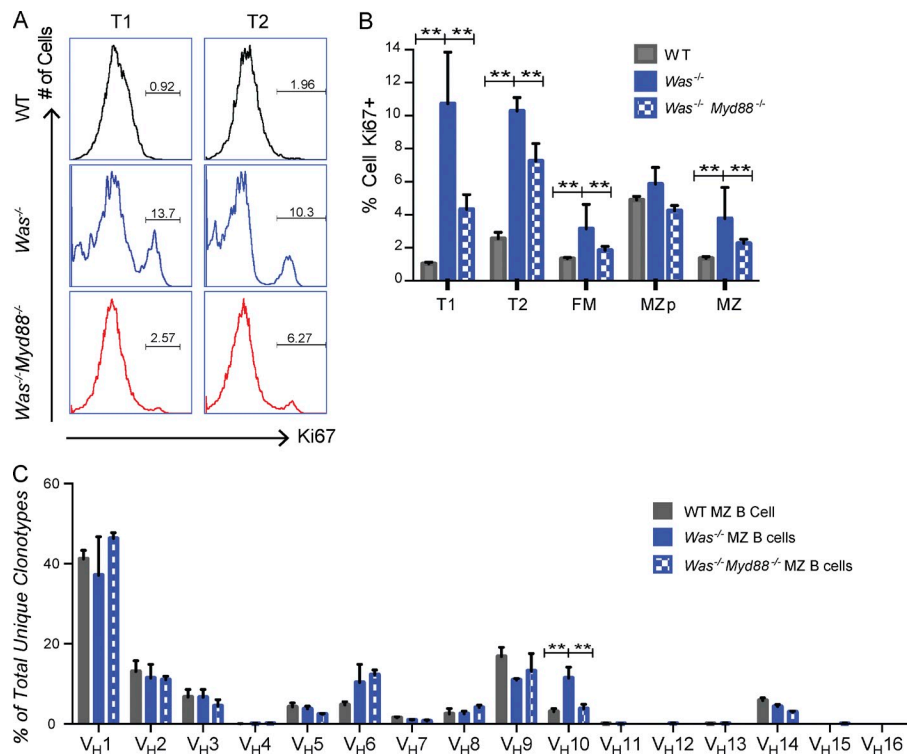 A
T1
T2
# of Cells
WT
0.92
1.96
Was-/-
13.7
10.3
Was-/-Myd88-/-
2.57
6.27
Ki67
B
** ** ** ** ** ** ** **
% Cell Ki67+
14
12
10
8
6
4
2
0
T1 T2 FM MZp MZ
WT
Was-/-
Was-/- Myd88-/-
C
% of Total Unique Clonotypes
60
40
20
0
** **
WT MZ B Cell
Was-/- MZ B cells
Was-/-Myd88-/- MZ B cells
VH1 VH2 VH3 VH4 VH5 VH6 VH7 VH8 VH9 VH10 VH11 VH12 VH13 VH14 VH15 VH16